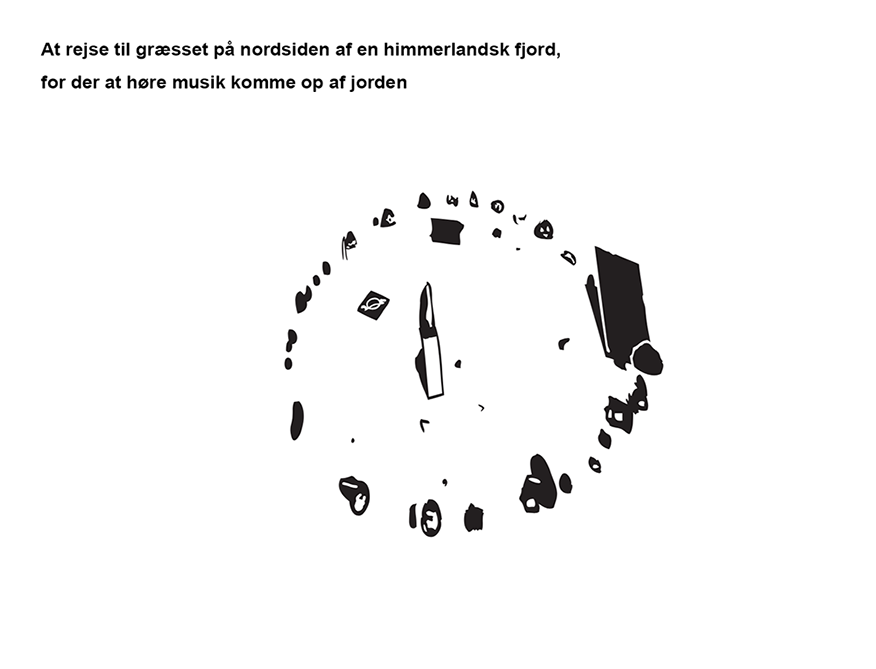 At rejse til græsset på nordsiden af en himmerlandsk fjord,
for der at høre musik komme op af jorden